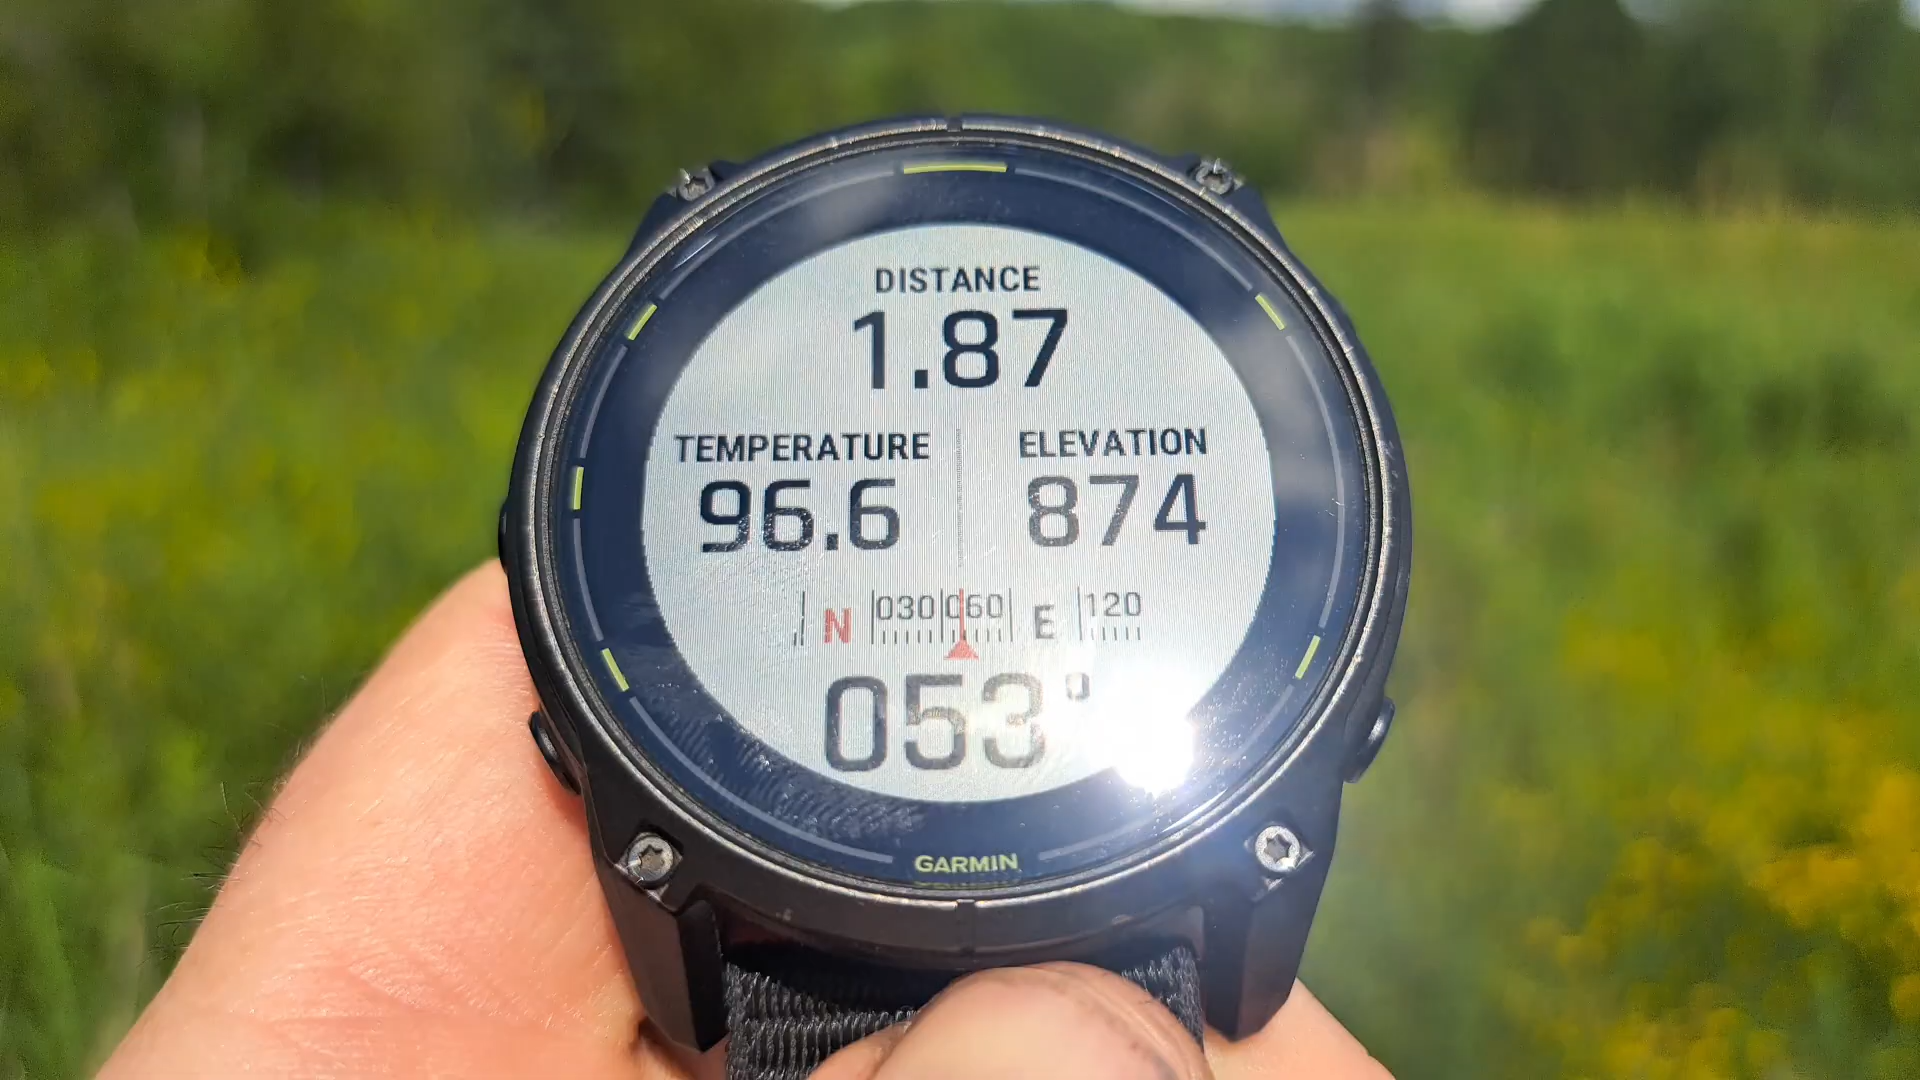 DISTANCE
1.87
TEMPERATURE ELEVATION
96.6 874
N 030 060 E 120
053°
GARMIN